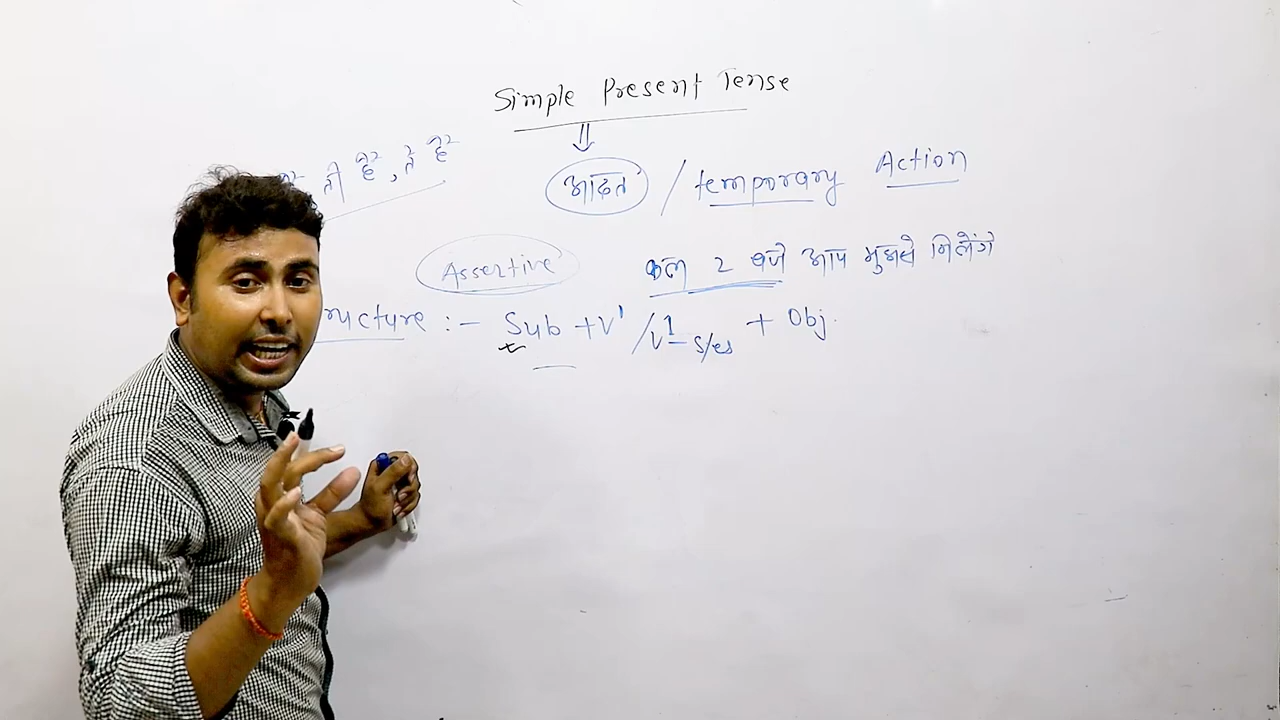 Simple Present Tense
ती है, ते है
आदत / temporary Action
Assertive
कल 2 बजे आप मुझसे मिलेंगे
ructure :- Sub + V¹ / V1 s/es + Obj.